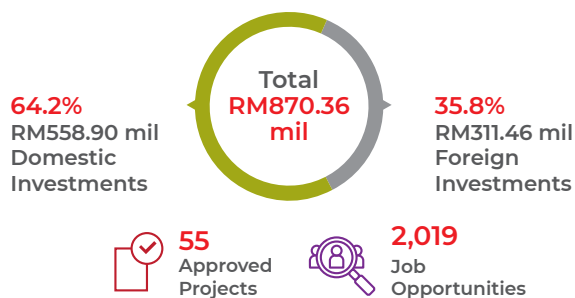 Total
RM870.36
mil
64.2%
RM558.90 mil
Domestic
Investments
35.8%
RM311.46 mil
Foreign
Investments
55
Approved
Projects
2,019
Job
Opportunities